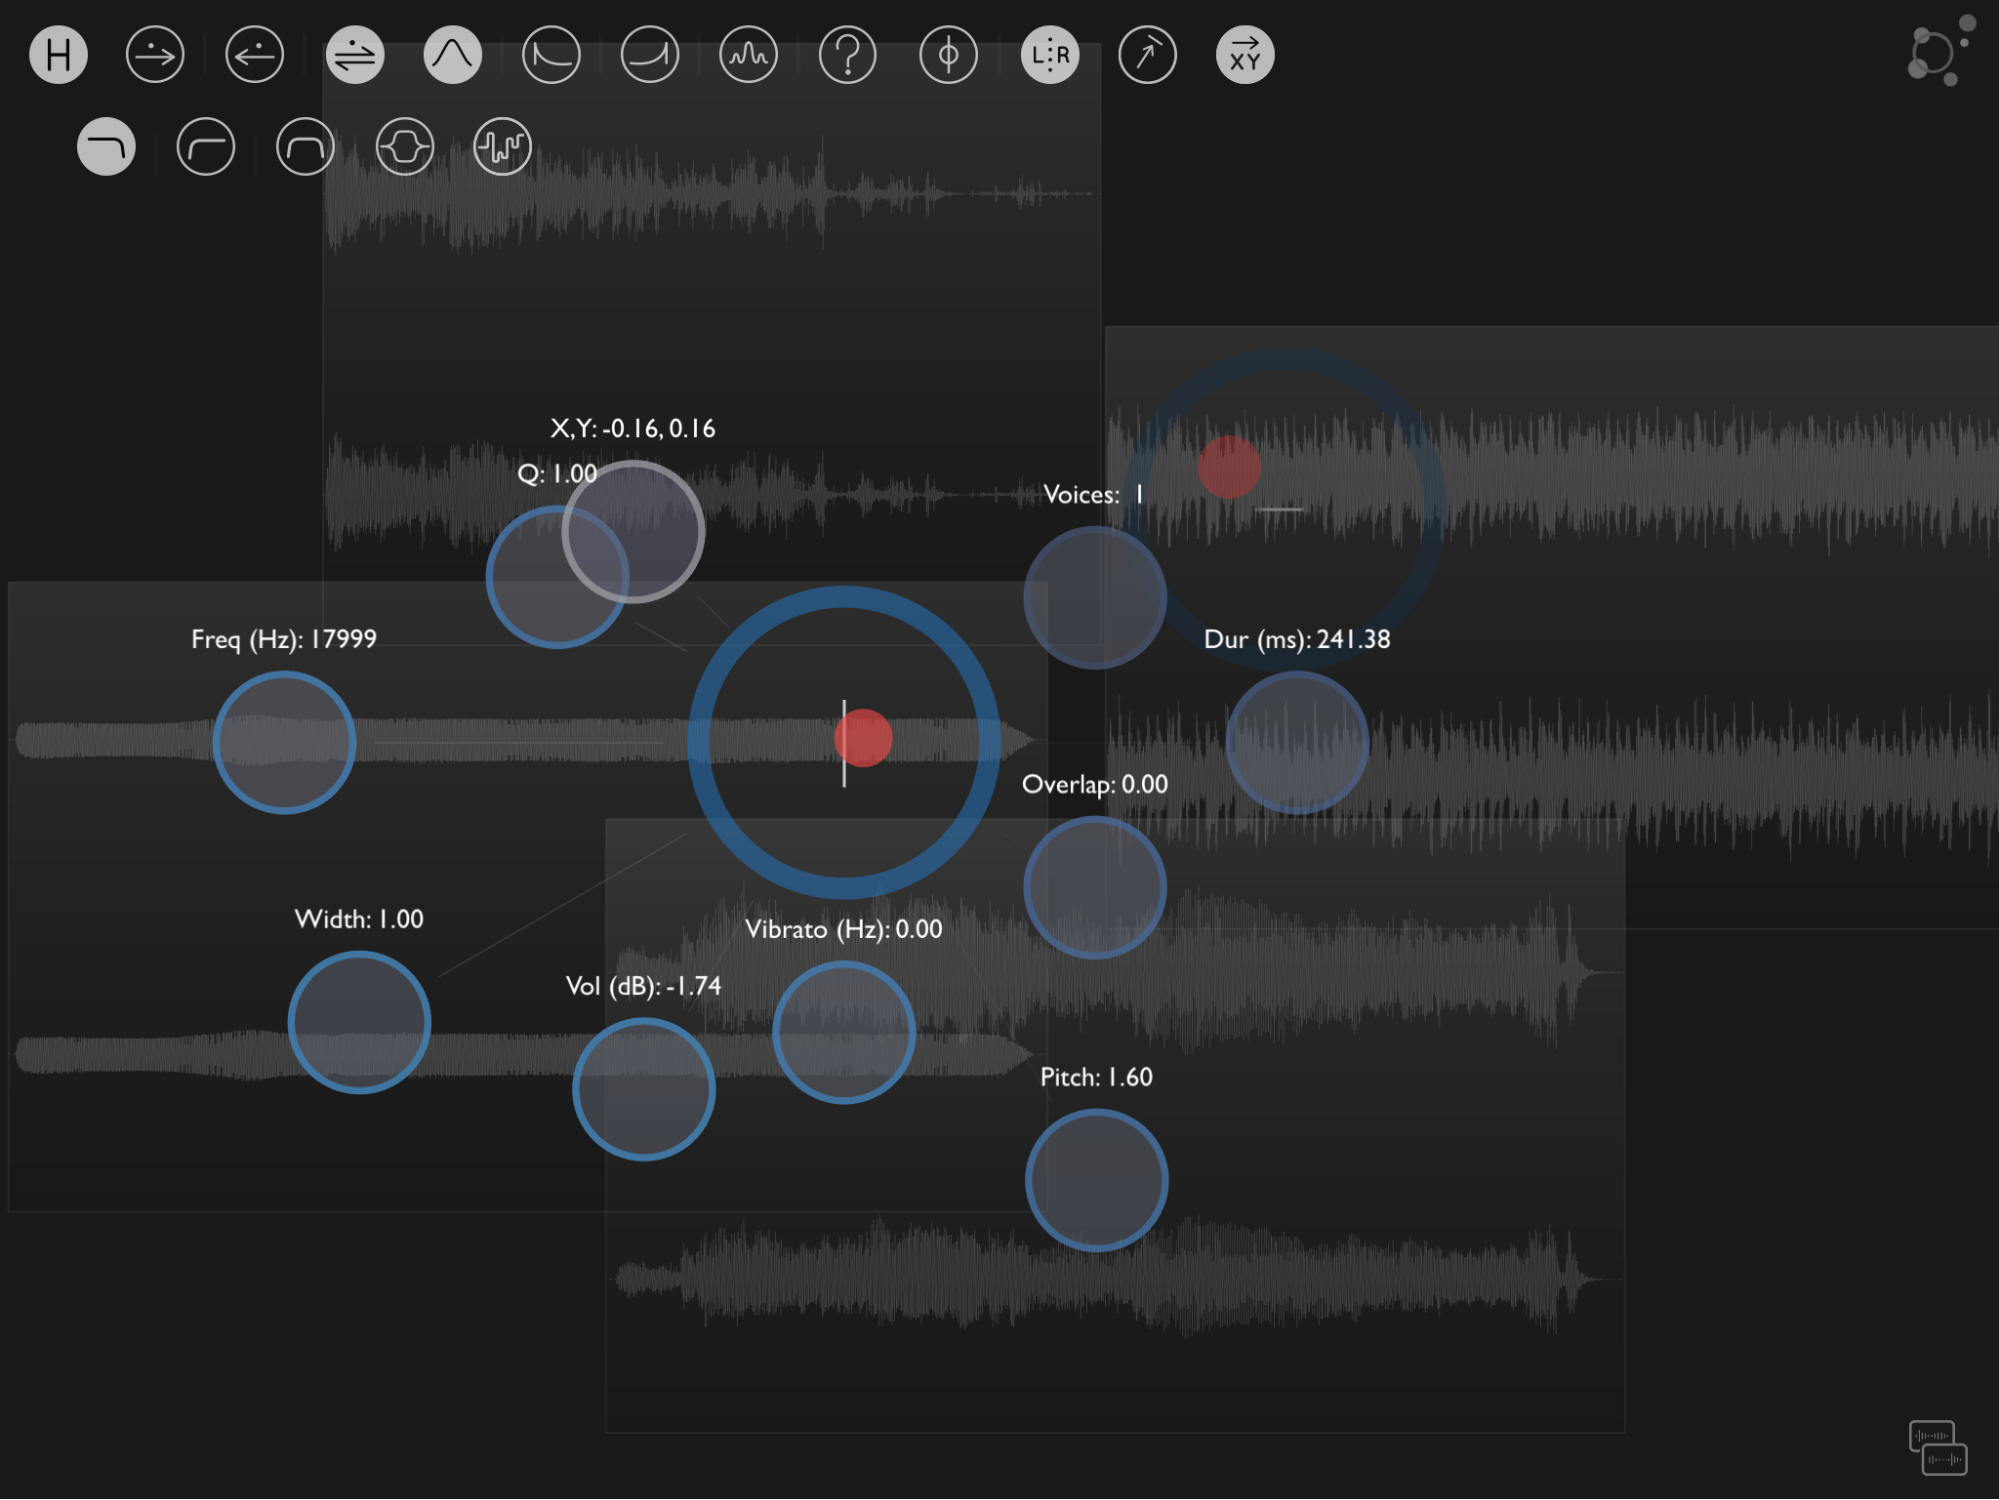 H
?
L:R
XY
X,Y: -0.16, 0.16
Q: 1.00
Voices: 1
Freq (Hz): 17999
Dur (ms): 241.38
Overlap: 0.00
Width: 1.00
Vibrato (Hz): 0.00
Vol (dB): -1.74
Pitch: 1.60